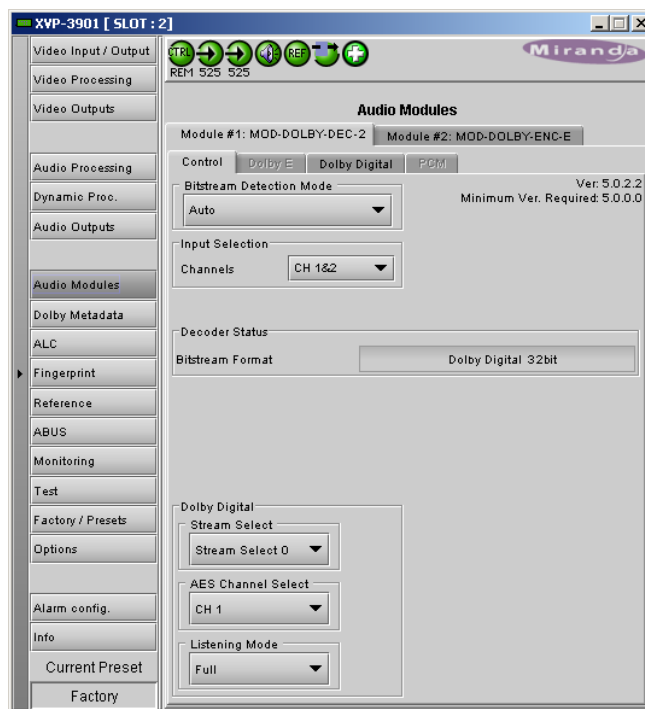 XVP-3901 [ SLOT : 2]
Video Input / Output
Video Processing
Video Outputs
Audio Processing
Dynamic Proc.
Audio Outputs
Audio Modules
Dolby Metadata
ALC
Fingerprint
Reference
ABUS
Monitoring
Test
Factory / Presets
Options
Alarm config.
Info
Current Preset
Factory
CTRL REF
REM 525 525
Miranda
Audio Modules
Module #1: MOD-DOLBY-DEC-2 Module #2: MOD-DOLBY-ENC-E
Control Dolby E Dolby Digital PCM
Ver: 5.0.2.2
Minimum Ver. Required: 5.0.0.0
Bitstream Detection Mode
Auto
Input Selection
Channels CH 1&2
Decoder Status
Bitstream Format Dolby Digital 32bit
Dolby Digital
Stream Select
Stream Select 0
AES Channel Select
CH 1
Listening Mode
Full